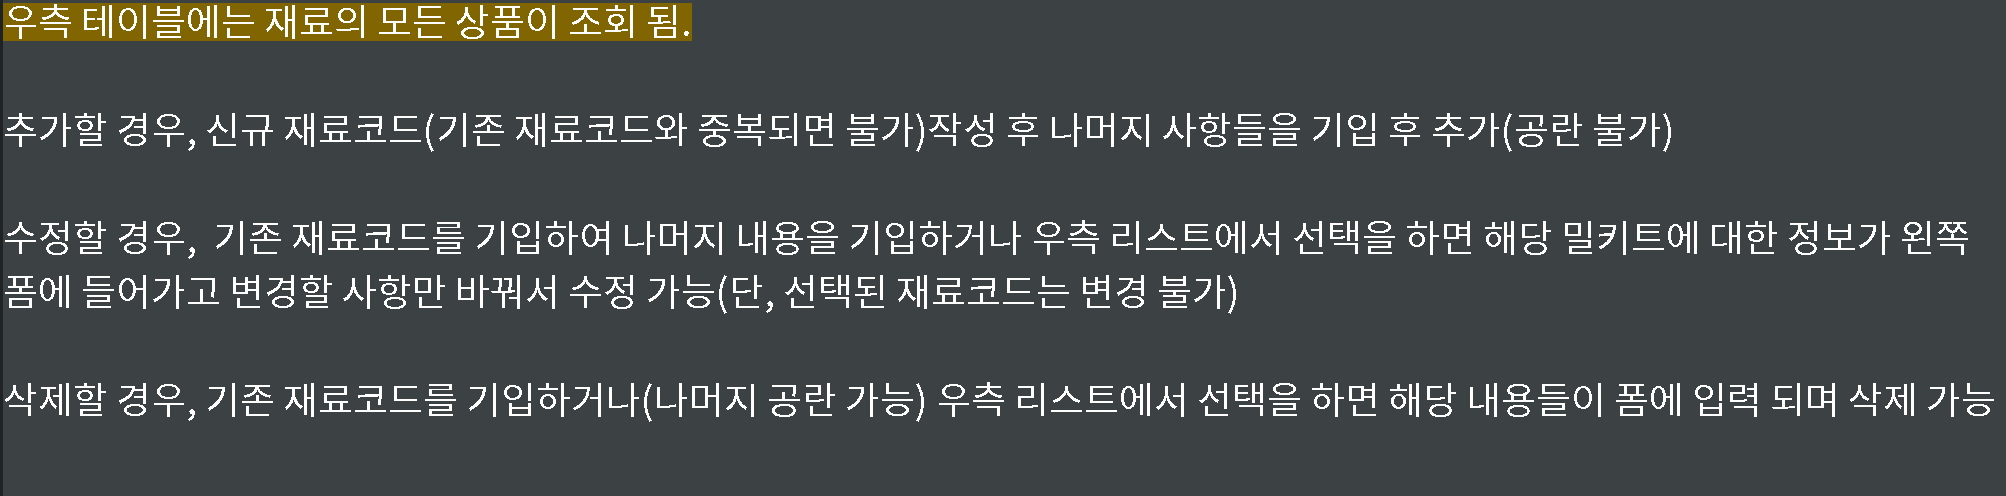 우측 테이블에는 재료의 모든 상품이 조회 됨.
추가할 경우, 신규 재료코드(기존 재료코드와 중복되면 불가)작성 후 나머지 사항들을 기입 후 추가(공란 불가)
수정할 경우,  기존 재료코드를 기입하여 나머지 내용을 기입하거나 우측 리스트에서 선택을 하면 해당 밀키트에 대한 정보가 왼쪽
폼에 들어가고 변경할 사항만 바꿔서 수정 가능(단, 선택된 재료코드는 변경 불가)
삭제할 경우, 기존 재료코드를 기입하거나(나머지 공란 가능) 우측 리스트에서 선택을 하면 해당 내용들이 폼에 입력 되며 삭제 가능